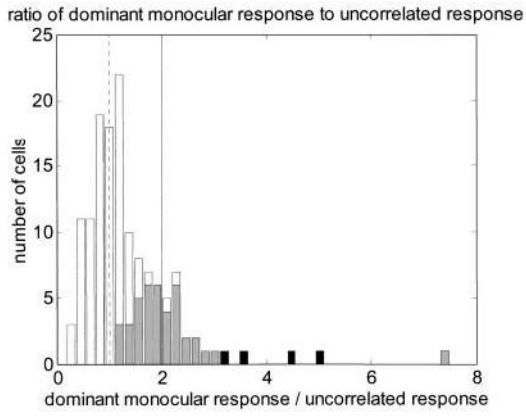 ratio of dominant monocular response to uncorrelated response
25
20
15
10
5
0
number of cells
0 2 4 6 8
dominant monocular response / uncorrelated response